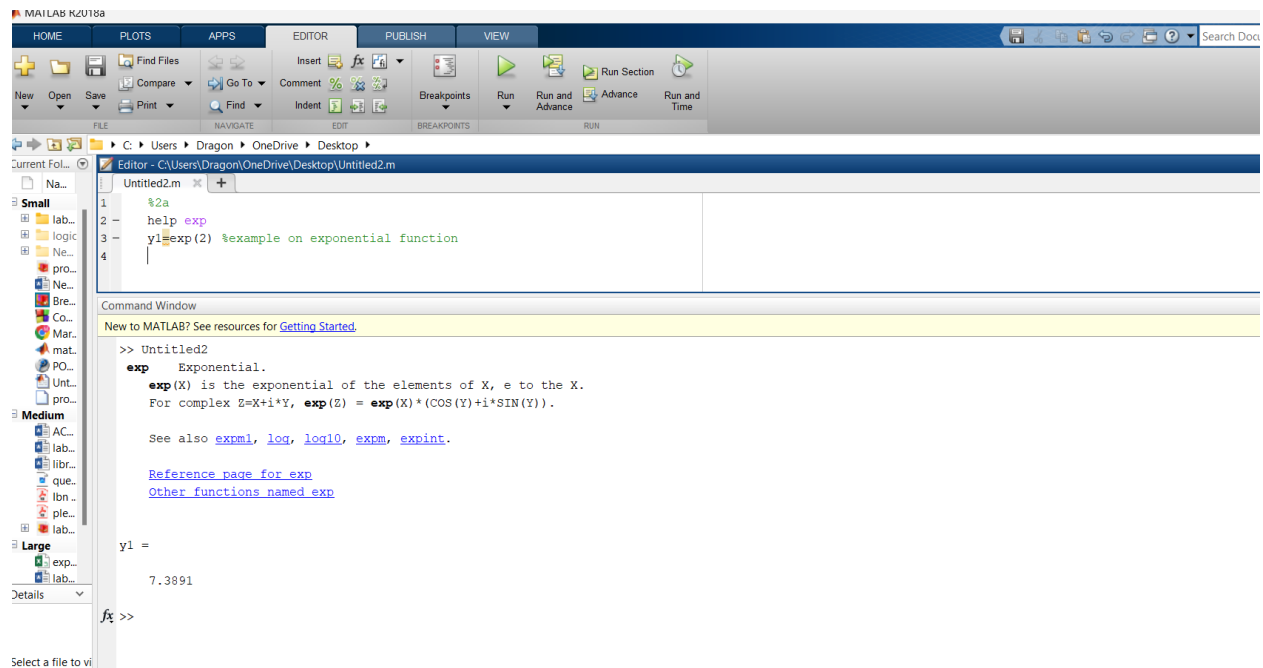 MATLAB R2018a
HOME PLOTS APPS EDITOR PUBLISH VIEW
Search Docu
New Open Save
Find Files
Compare
Print
FILE
Go To
Find
NAVIGATE
Insert fx
Comment
Indent
EDIT
Breakpoints
BREAKPOINTS
Run
Run and Advance
Run Section
Advance
Run and Time
RUN
C: Users Dragon OneDrive Desktop
Current Fol...
Na...
Small
lab...
logic
Ne...
pro...
Ne...
Bre...
Co...
Mar..
mat..
PO...
Unt...
pro...
Medium
AC...
lab...
libr...
que..
Ibn ..
ple...
lab...
Large
exp...
lab...
Details
Select a file to vi
Editor - C:\Users\Dragon\OneDrive\Desktop\Untitled2.m
Untitled2.m +
1 %2a
2 – help exp
3 – y1=exp(2) %example on exponential function
4
Command Window
New to MATLAB? See resources for Getting Started.
>> Untitled2
exp Exponential.
exp(X) is the exponential of the elements of X, e to the X.
For complex Z=X+i*Y, exp(Z) = exp(X)*(COS(Y)+i*SIN(Y)).
See also expm1, log, log10, expm, expint.
Reference page for exp
Other functions named exp
y1 =
7.3891
fx >>